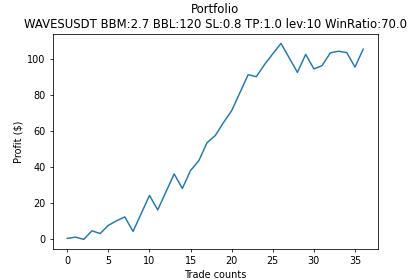 Portfolio
WAVESUSDT BBM:2.7 BBL:120 SL:0.8 TP:1.0 lev:10 WinRatio:70.0
100
80
60
40
20
0
Profit ($)
0 5 10 15 20 25 30 35
Trade counts